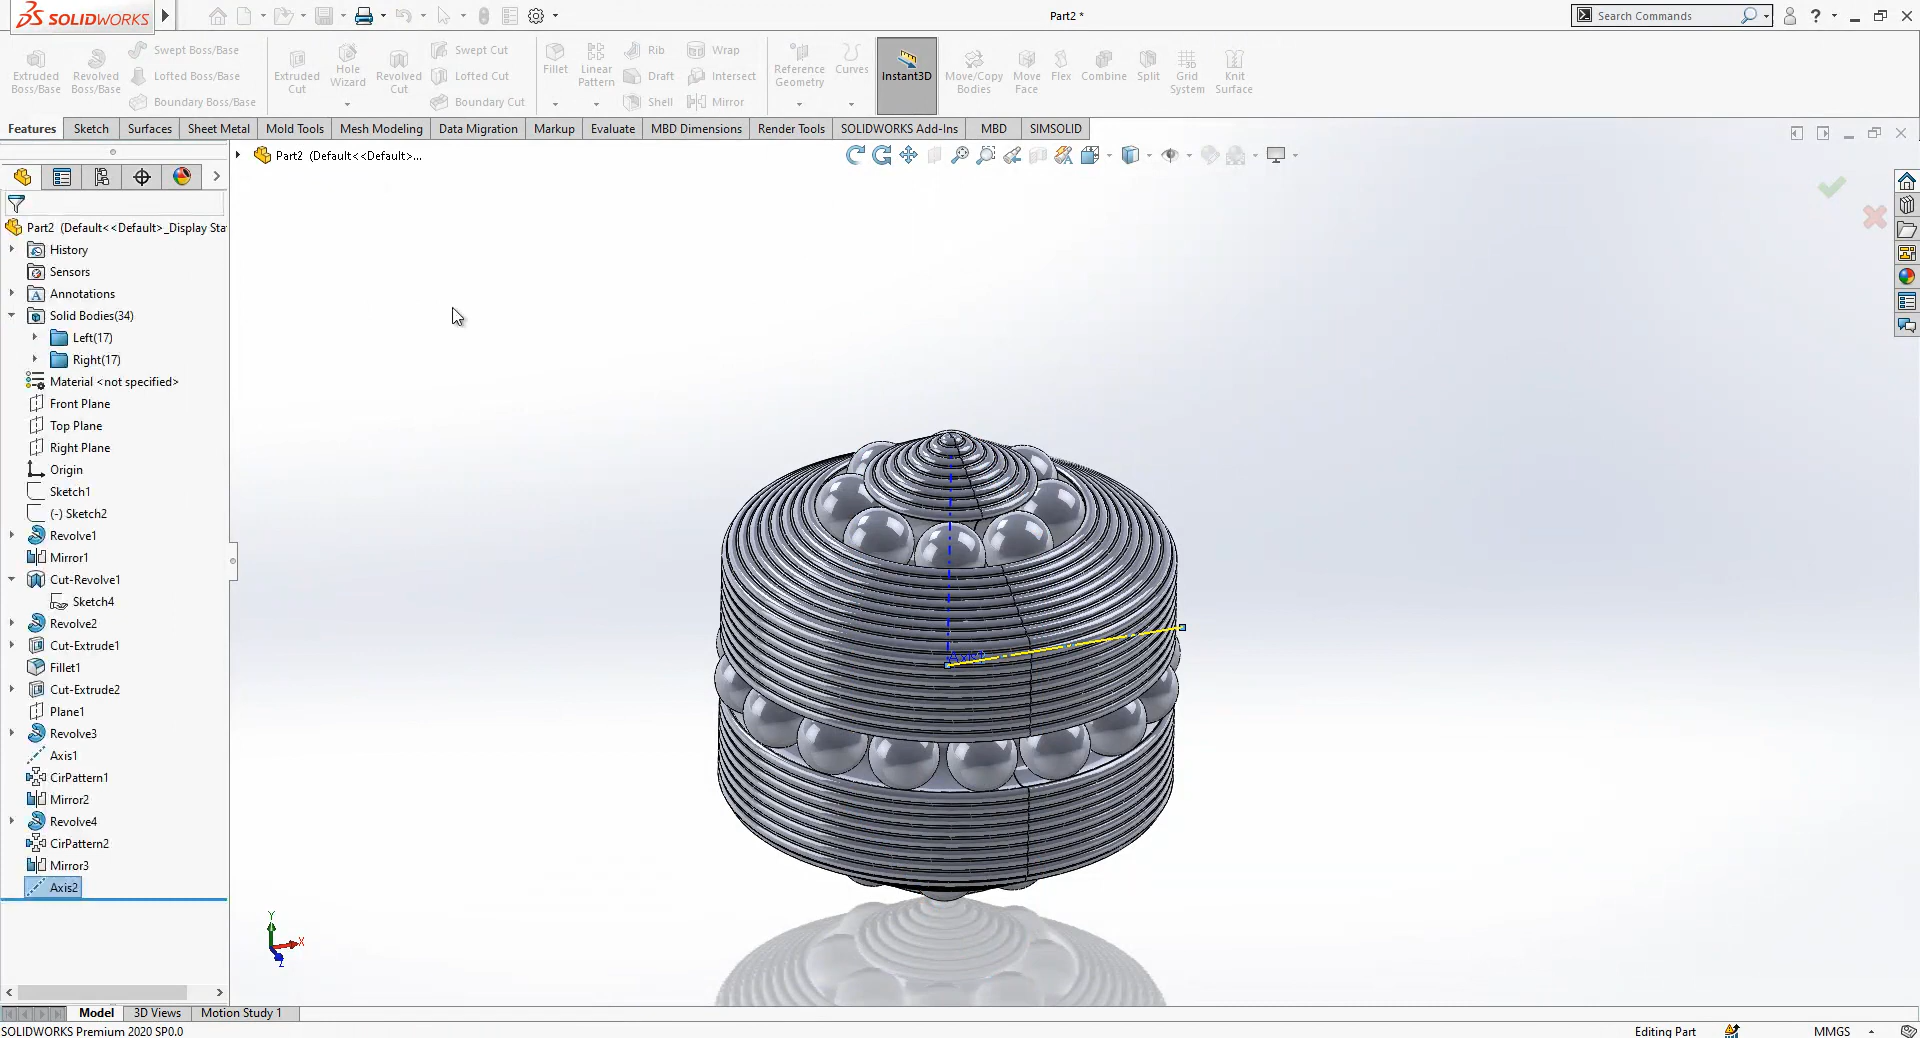 SOLIDWORKS
Part2 *
Search Commands
Extruded Boss/Base
Revolved Boss/Base
Swept Boss/Base
Lofted Boss/Base
Boundary Boss/Base
Extruded Cut
Hole Wizard
Revolved Cut
Swept Cut
Lofted Cut
Boundary Cut
Fillet
Linear Pattern
Rib
Draft
Shell
Wrap
Intersect
Mirror
Reference Geometry
Curves
Instant3D
Move/Copy Bodies
Move Face
Flex
Combine
Split
Grid System
Knit Surface
Features
Sketch
Surfaces
Sheet Metal
Mold Tools
Mesh Modeling
Data Migration
Markup
Evaluate
MBD Dimensions
Render Tools
SOLIDWORKS Add-Ins
MBD
SIMSOLID
Part2 (Default<<Default>...
Part2 (Default<<Default>_Display Sta
History
Sensors
Annotations
Solid Bodies(34)
Left(17)
Right(17)
Material <not specified>
Front Plane
Top Plane
Right Plane
Origin
Sketch1
(-) Sketch2
Revolve1
Mirror1
Cut-Revolve1
Sketch4
Revolve2
Cut-Extrude1
Fillet1
Cut-Extrude2
Plane1
Revolve3
Axis1
CirPattern1
Mirror2
Revolve4
CirPattern2
Mirror3
Axis2
Y
X
Z
Model
3D Views
Motion Study 1
SOLIDWORKS Premium 2020 SP0.0
Editing Part
MMGS